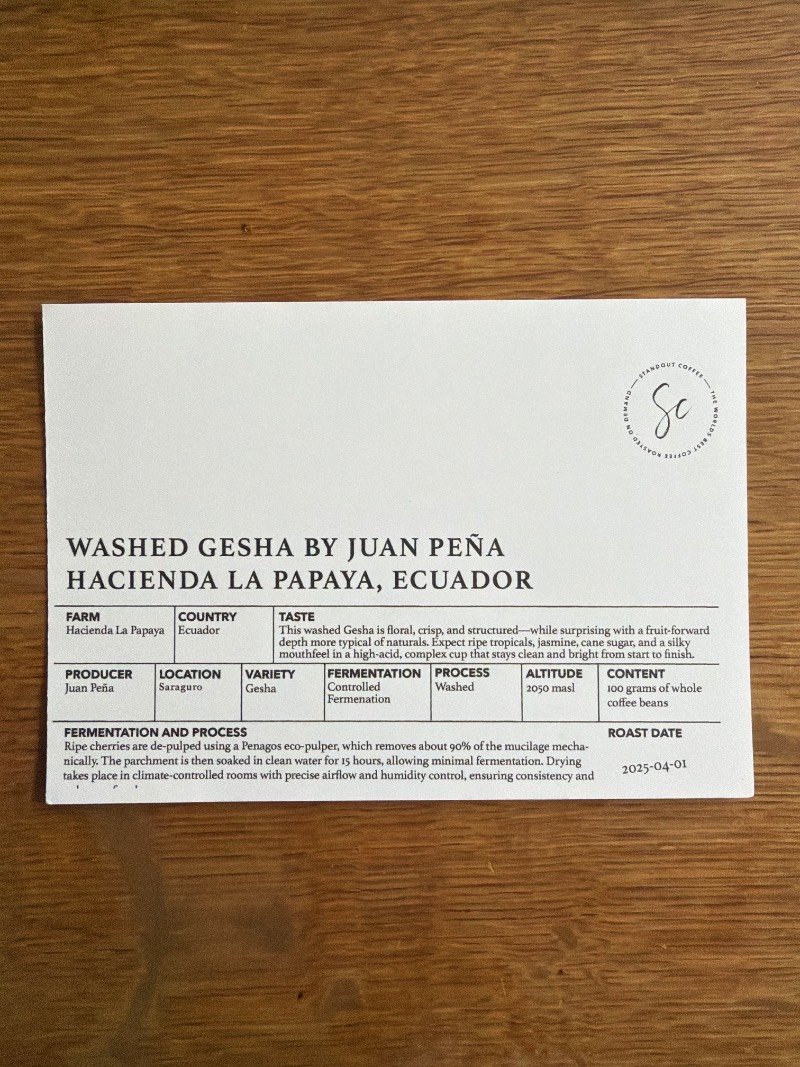 STANDOUT COFFEE — THE WORLDS BEST COFFEE ROASTED ON DEMAND —
Sc
WASHED GESHA BY JUAN PEÑA
HACIENDA LA PAPAYA, ECUADOR
FARM
Hacienda La Papaya
COUNTRY
Ecuador
TASTE
This washed Gesha is floral, crisp, and structured—while surprising with a fruit-forward
depth more typical of naturals. Expect ripe tropicals, jasmine, cane sugar, and a silky
mouthfeel in a high-acid, complex cup that stays clean and bright from start to finish.
PRODUCER
Juan Peña
LOCATION
Saraguro
VARIETY
Gesha
FERMENTATION
Controlled
Fermenation
PROCESS
Washed
ALTITUDE
2050 masl
CONTENT
100 grams of whole
coffee beans
FERMENTATION AND PROCESS
Ripe cherries are de-pulped using a Penagos eco-pulper, which removes about 90% of the mucilage mecha-
nically. The parchment is then soaked in clean water for 15 hours, allowing minimal fermentation. Drying
takes place in climate-controlled rooms with precise airflow and humidity control, ensuring consistency and
ROAST DATE
2025-04-01